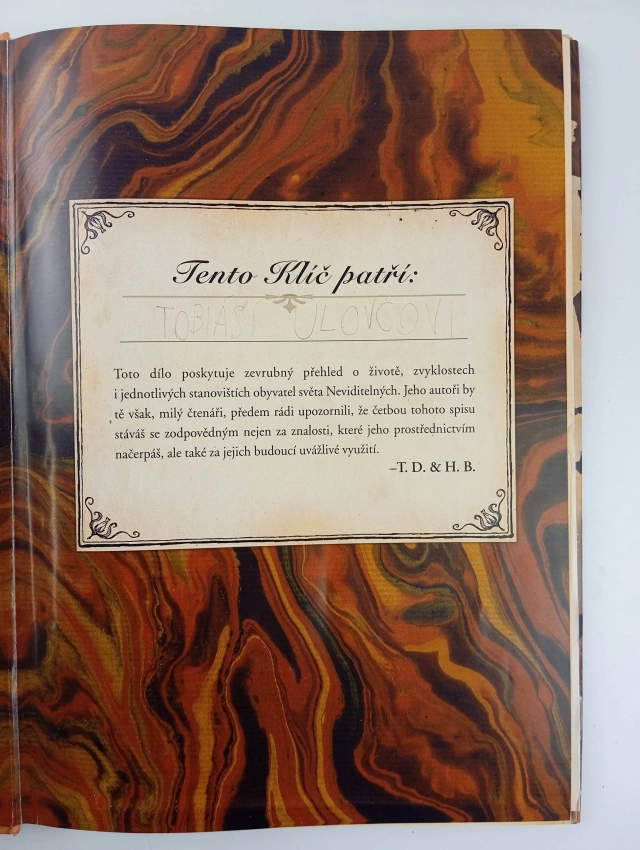 Tento Klíč patří:
TOBIÁŠI ULOVCOVI
Toto dílo poskytuje zevrubný přehled o životě, zvyklostech
i jednotlivých stanovištích obyvatel světa Neviditelných. Jeho autoři by
tě však, milý čtenáři, předem rádi upozornili, že četbou tohoto spisu
stáváš se zodpovědným nejen za znalosti, které jeho prostřednictvím
načerpáš, ale také za jejich budoucí uvážlivé využití.
–T. D. & H. B.